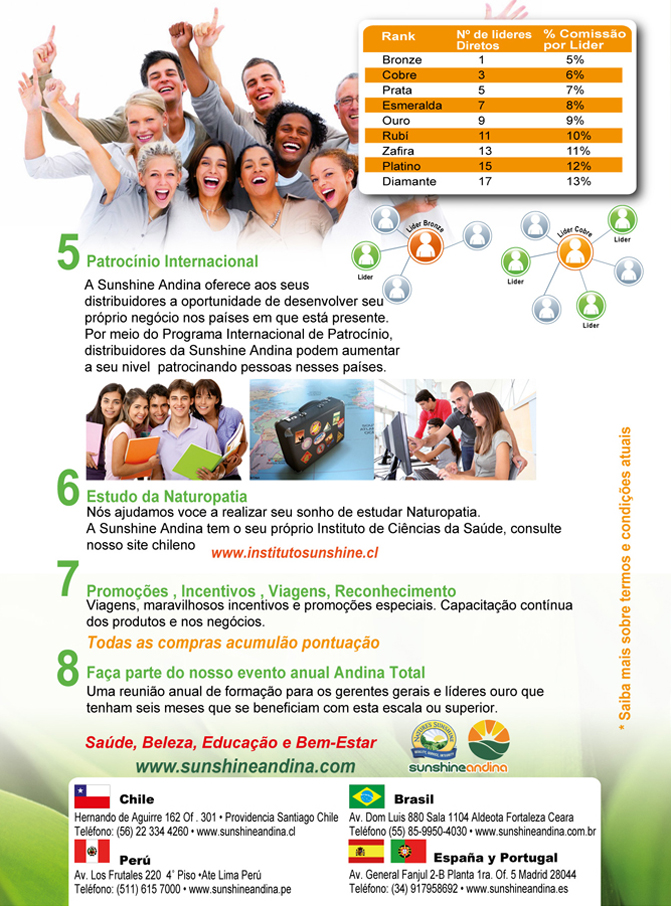 Rank Nº de lideres Diretos % Comissão por Lider
Bronze 1 5%
Cobre 3 6%
Prata 5 7%
Esmeralda 7 8%
Ouro 9 9%
Rubí 11 10%
Zafira 13 11%
Platino 15 12%
Diamante 17 13%
Lider Bronze
Lider
Lider Cobre
Lider
Lider
Lider
5 Patrocínio Internacional
A Sunshine Andina oferece aos seus
distribuidores a oportunidade de desenvolver seu
próprio negócio nos países em que está presente.
Por meio do Programa Internacional de Patrocínio,
distribuidores da Sunshine Andina podem aumentar
a seu nivel patrocinando pessoas nesses países.
6 Estudo da Naturopatia
Nós ajudamos voce a realizar seu sonho de estudar Naturopatia.
A Sunshine Andina tem o seu próprio Instituto de Ciências da Saúde, consulte
nosso site chileno www.institutosunshine.cl
7 Promoções , Incentivos , Viagens, Reconhecimento
Viagens, maravilhosos incentivos e promoções especiais. Capacitação contínua
dos produtos e nos negócios.
Todas as compras acumulão pontuação
8 Faça parte do nosso evento anual Andina Total
Uma reunião anual de formação para os gerentes gerais e líderes ouro que
tenham seis meses que se beneficiam com esta escala ou superior.
* Saiba mais sobre termos e condições atuais
Saúde, Beleza, Educação e Bem-Estar
www.sunshineandina.com
NATURE'S SUNSHINE
sunshineandina
Chile
Hernando de Aguirre 162 Of . 301 • Providencia Santiago Chile
Teléfono: (56) 22 334 4260 • www.sunshineandina.cl
Brasil
Av. Dom Luis 880 Sala 1104 Aldeota Fortaleza Ceara
Teléfono (55) 85-9950-4030 • www.sunshineandina.com.br
Perú
Av. Los Frutales 220 4° Piso •Ate Lima Perú
Teléfono: (511) 615 7000 • www.sunshineandina.pe
España y Portugal
Av. General Fanjul 2-B Planta 1ra. Of. 5 Madrid 28044
Teléfono: (34) 917958692 • www.sunshineandina.es